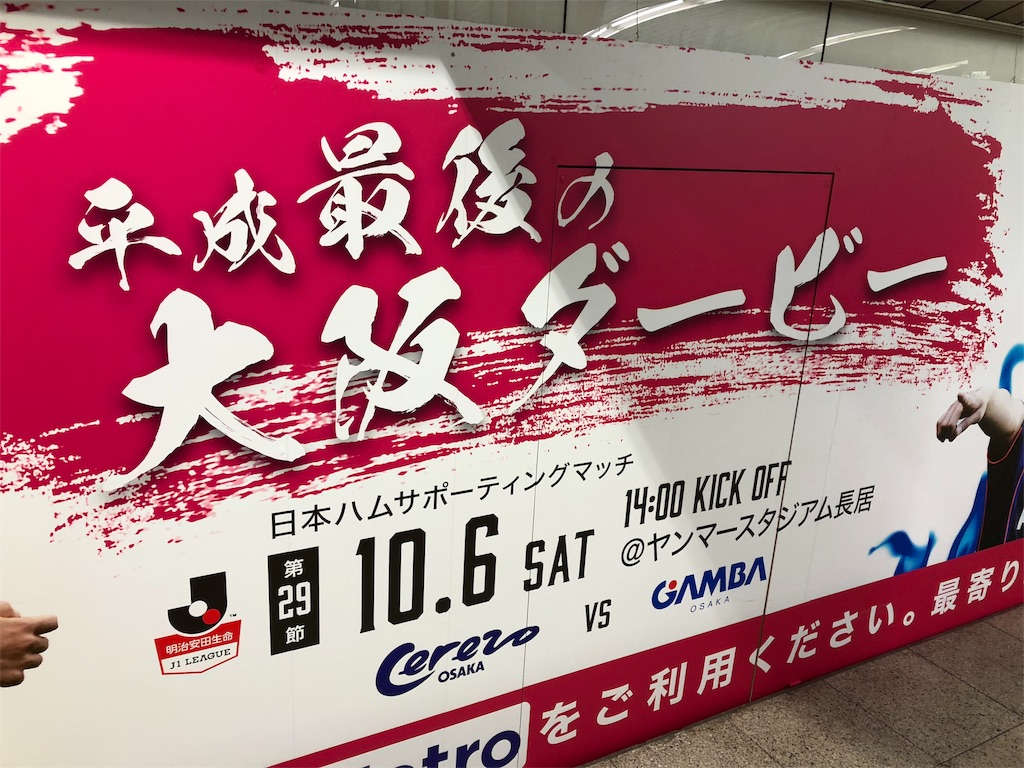 平成最後の
大阪ダービー
日本ハムサポーティングマッチ
第29節
10.6 SAT
14:00 KICK OFF
@ヤンマースタジアム長居
明治安田生命
J1 LEAGUE
Cerezo
OSAKA
VS
GAMBA
OSAKA
etro をご利用ください。最寄り